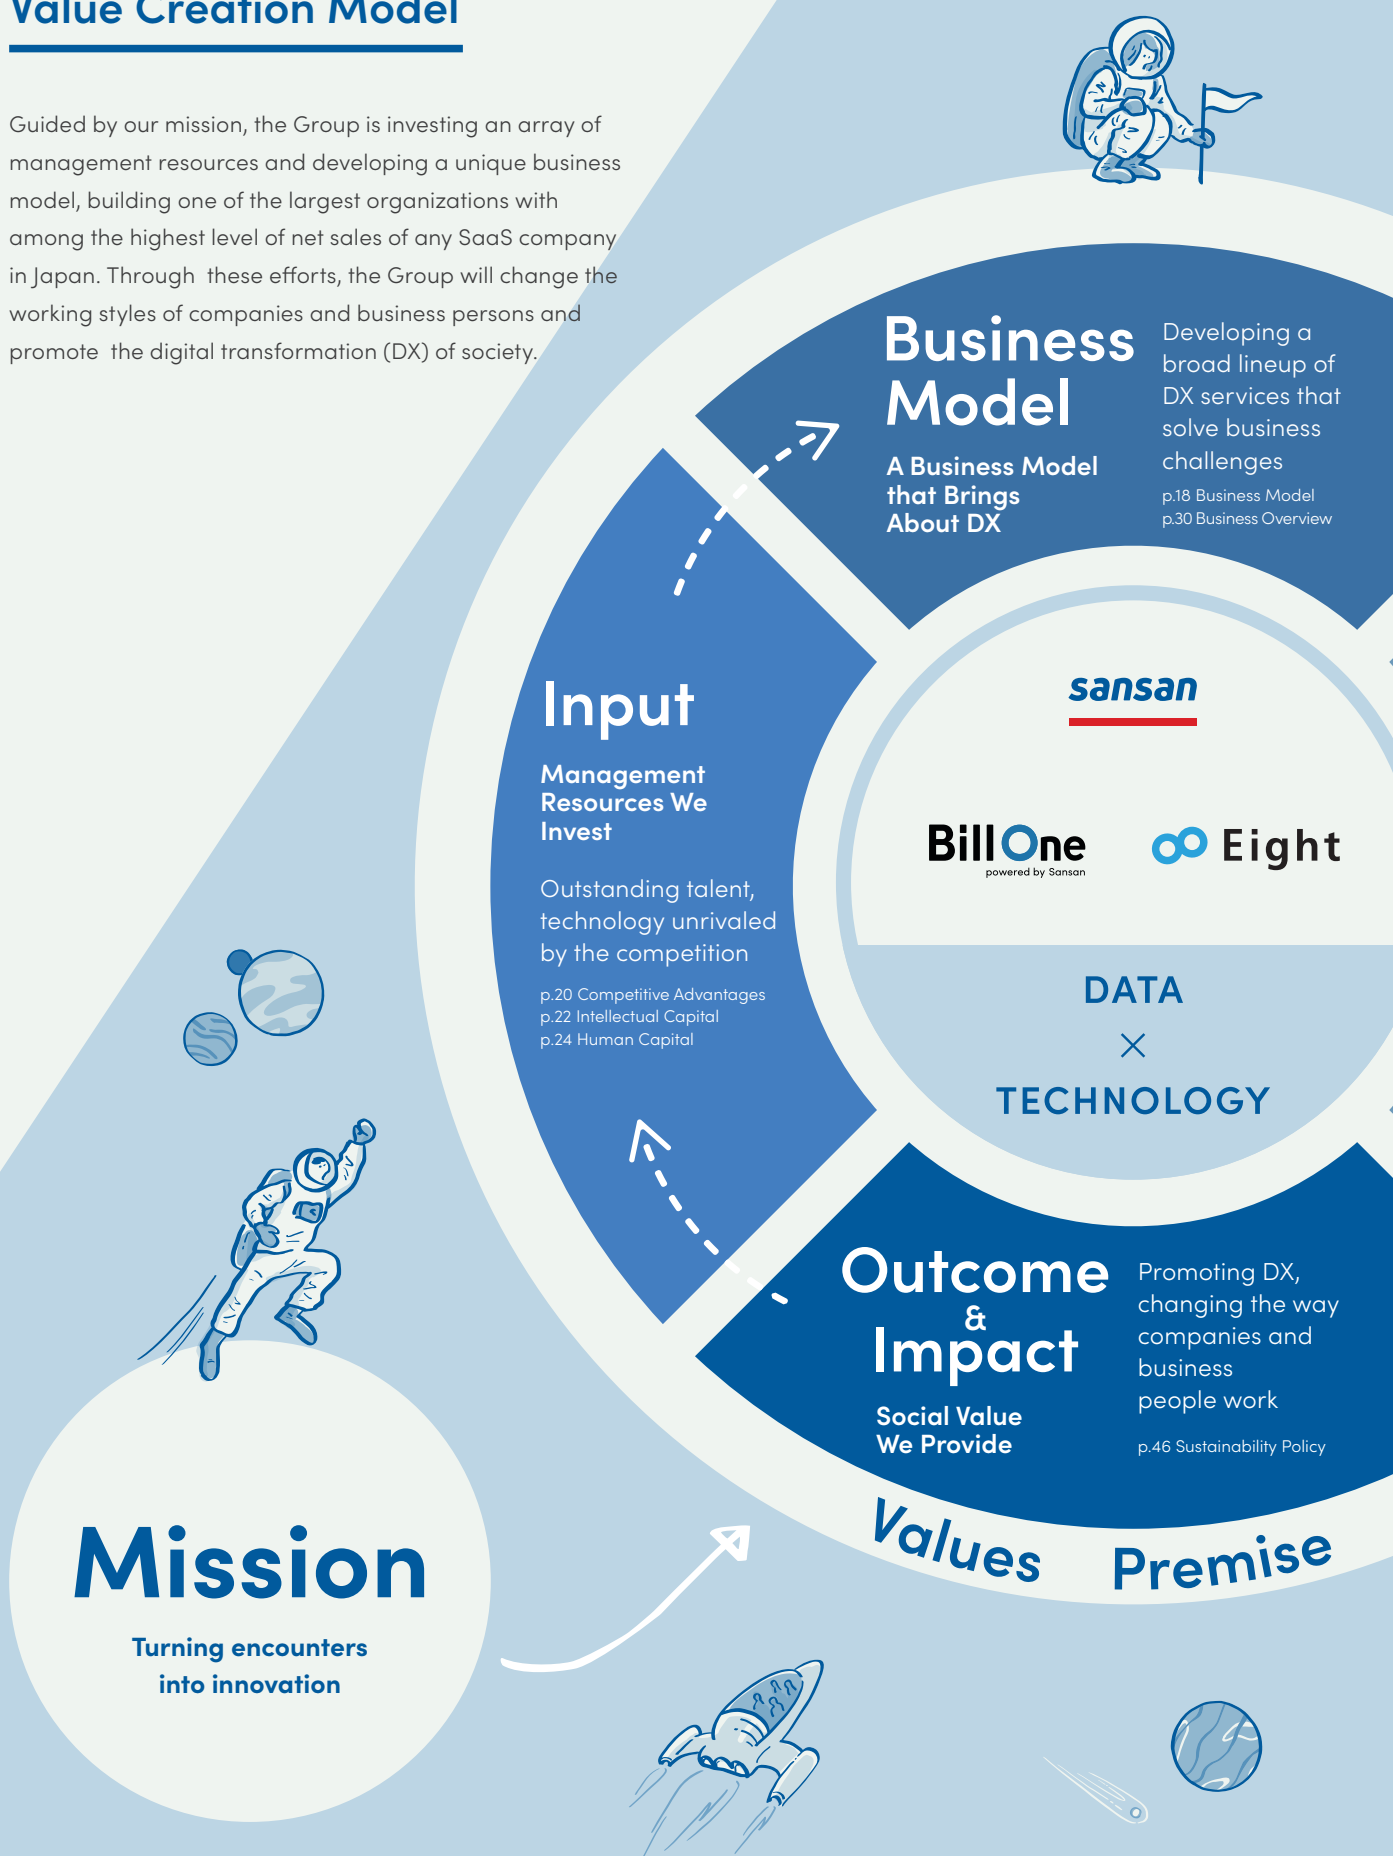 Value Creation Model
Guided by our mission, the Group is investing an array of
management resources and developing a unique business
model, building one of the largest organizations with
among the highest level of net sales of any SaaS company
in Japan. Through these efforts, the Group will change the
working styles of companies and business persons and
promote the digital transformation (DX) of society.
Business
Model
A Business Model
that Brings
About DX
Developing a
broad lineup of
DX services that
solve business
challenges
p.18 Business Model
p.30 Business Overview
Input
Management
Resources We
Invest
Outstanding talent,
technology unrivaled
by the competition
p.20 Competitive Advantages
p.22 Intellectual Capital
p.24 Human Capital
sansan
Bill One
powered by Sansan
Eight
DATA
×
TECHNOLOGY
Outcome
&
Impact
Social Value
We Provide
Promoting DX,
changing the way
companies and
business
people work
p.46 Sustainability Policy
Values Premise
Mission
Turning encounters
into innovation